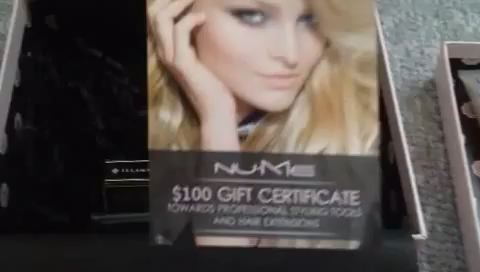 NUME
$100 GIFT CERTIFICATE
TOWARDS PROFESSIONAL STYLING TOOLS
AND HAIR EXTENSIONS